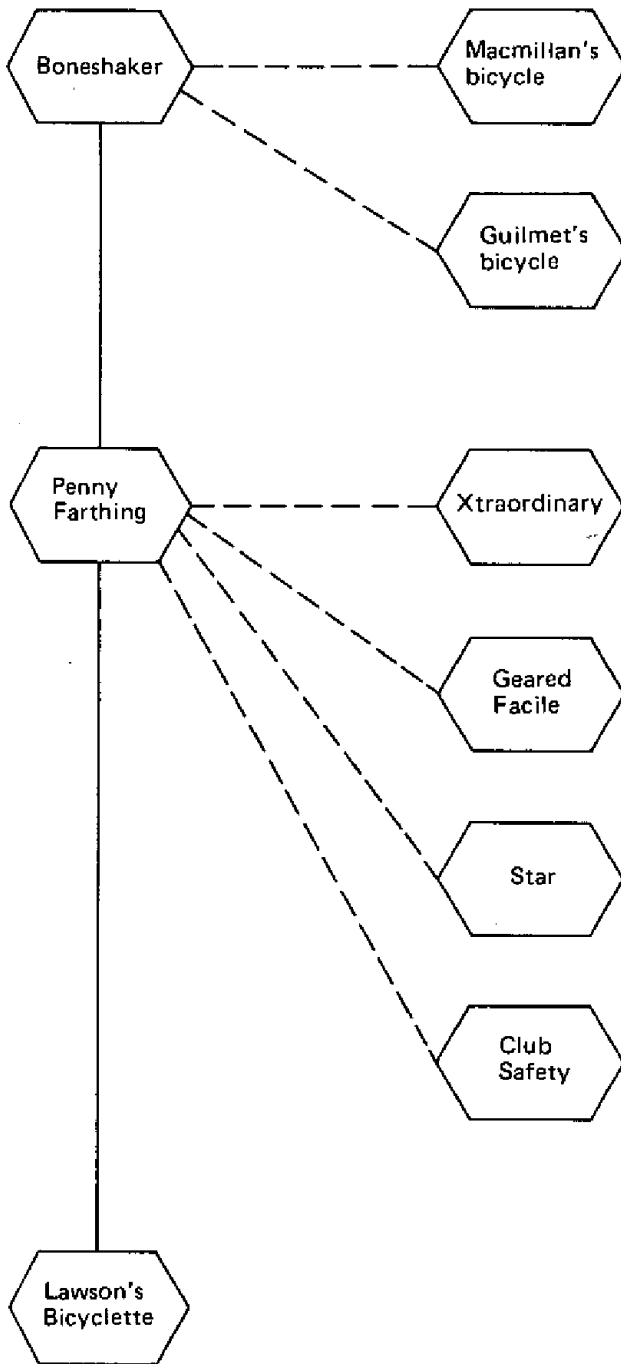 Boneshaker
Macmillan's
bicycle
Guilmet's
bicycle
Penny
Farthing
Xtraordinary
Geared
Facile
Star
Club
Safety
Lawson's
Bicyclette